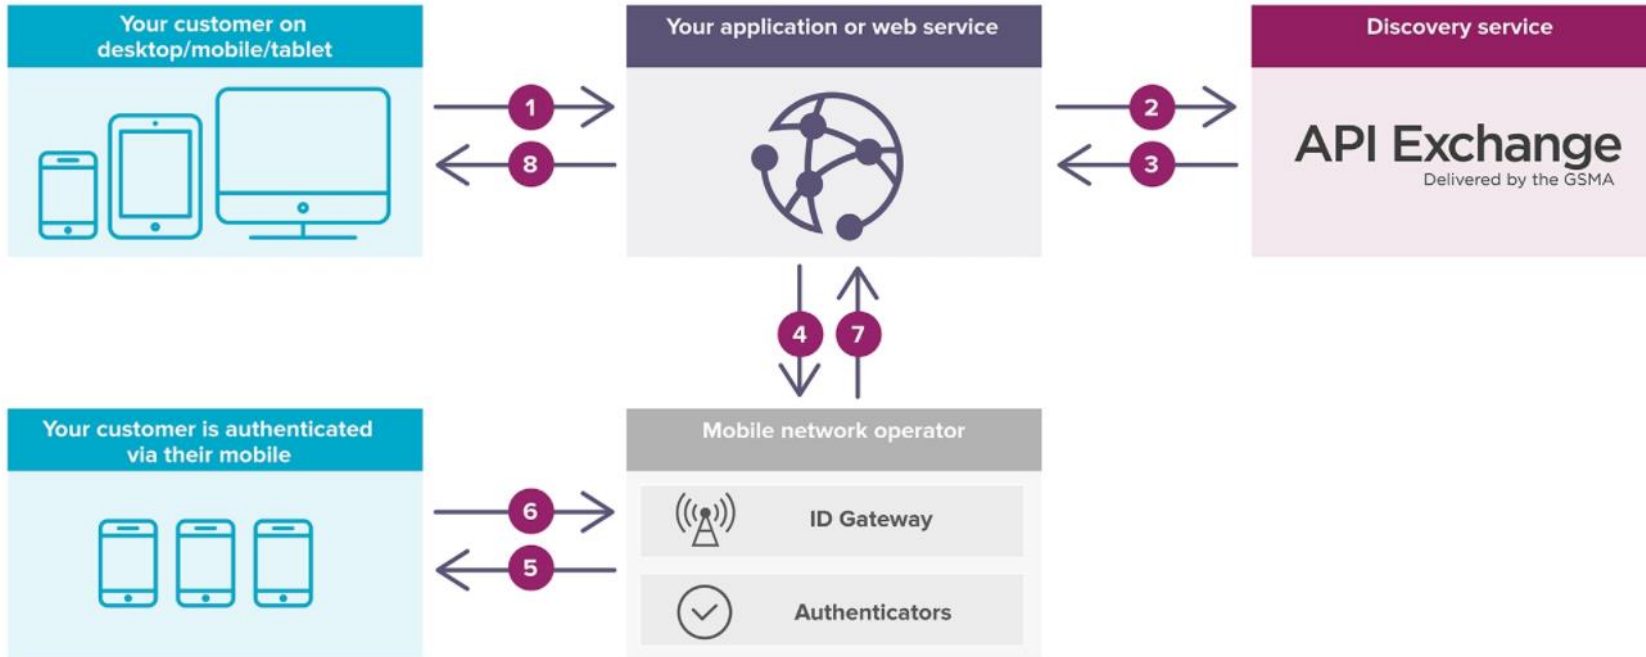 Your customer on
desktop/mobile/tablet
Your application or web service
Discovery service
1
8
2
3
API Exchange
Delivered by the GSMA
4
7
Your customer is authenticated
via their mobile
Mobile network operator
6
5
ID Gateway
Authenticators